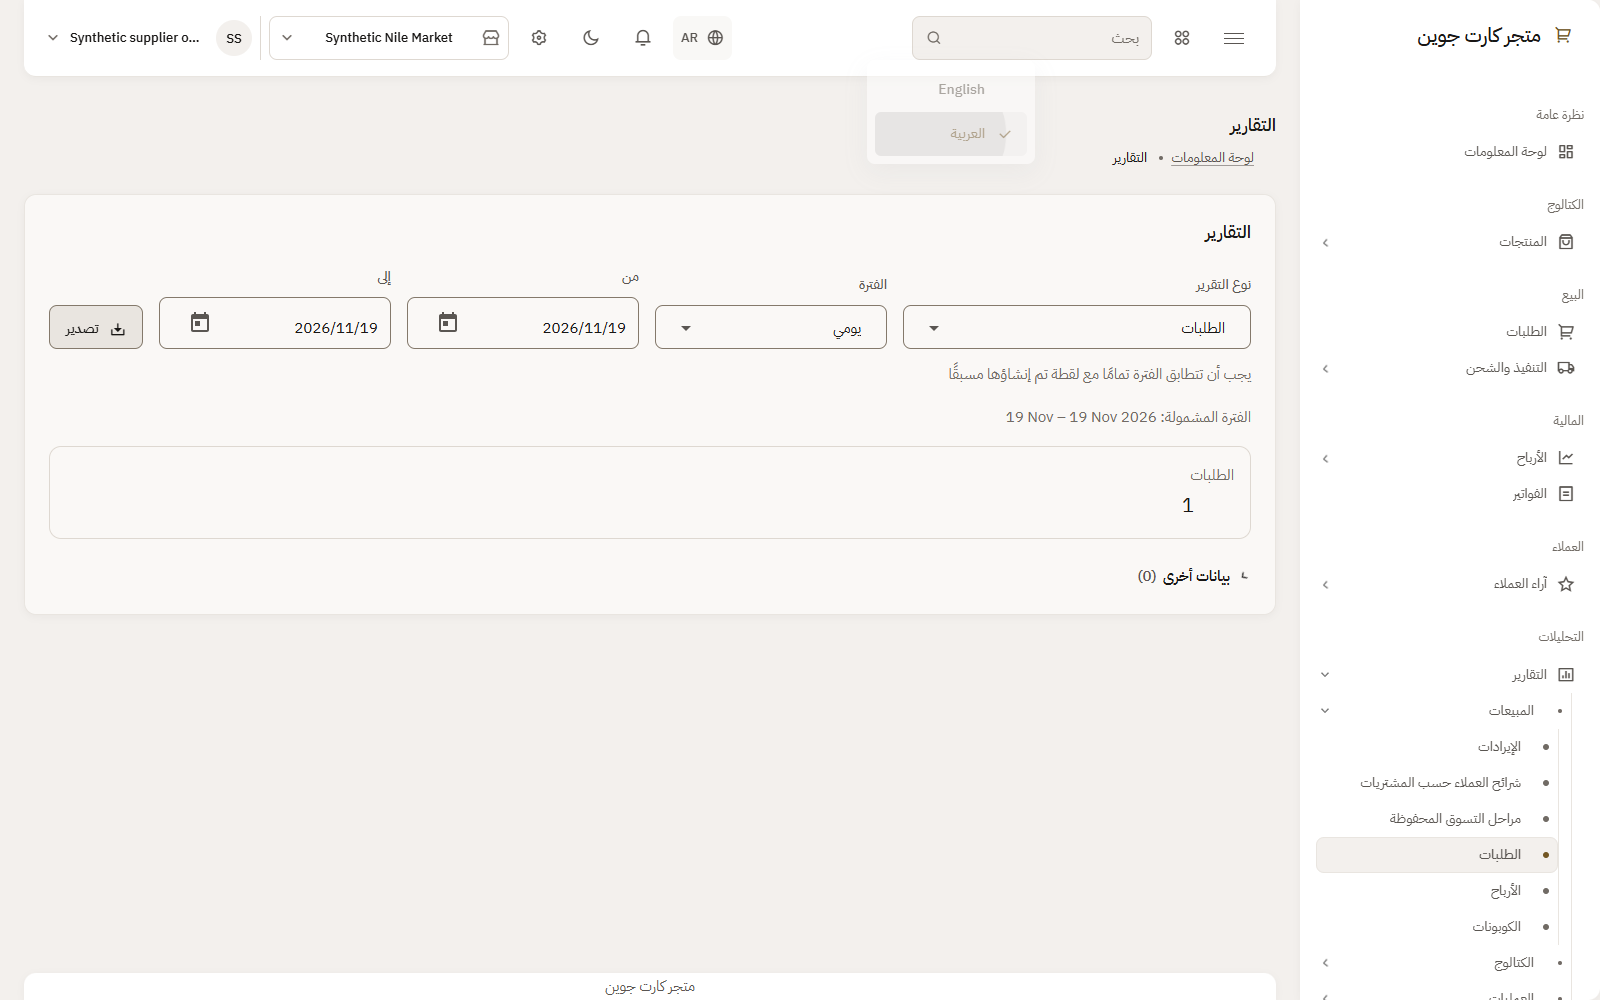 متجر كارت جوين
نظرة عامة
لوحة المعلومات
الكتالوج
المنتجات
البيع
الطلبات
التنفيذ والشحن
المالية
الأرباح
الفواتير
العملاء
آراء العملاء
التحليلات
التقارير
المبيعات
الإيرادات
شرائح العملاء حسب المشتريات
مراحل التسوق المحفوظة
الطلبات
الأرباح
الكوبونات
الكتالوج
العمليات
بحث
AR
Synthetic Nile Market
SS
Synthetic supplier o...
English
العربية
التقارير
لوحة المعلومات • التقارير
التقارير
نوع التقرير
الطلبات
الفترة
يومي
من
2026/11/19
إلى
2026/11/19
تصدير
يجب أن تتطابق الفترة تمامًا مع لقطة تم إنشاؤها مسبقًا
الفترة المشمولة: 19 Nov – 19 Nov 2026
الطلبات
1
بيانات أخرى (0)
متجر كارت جوين